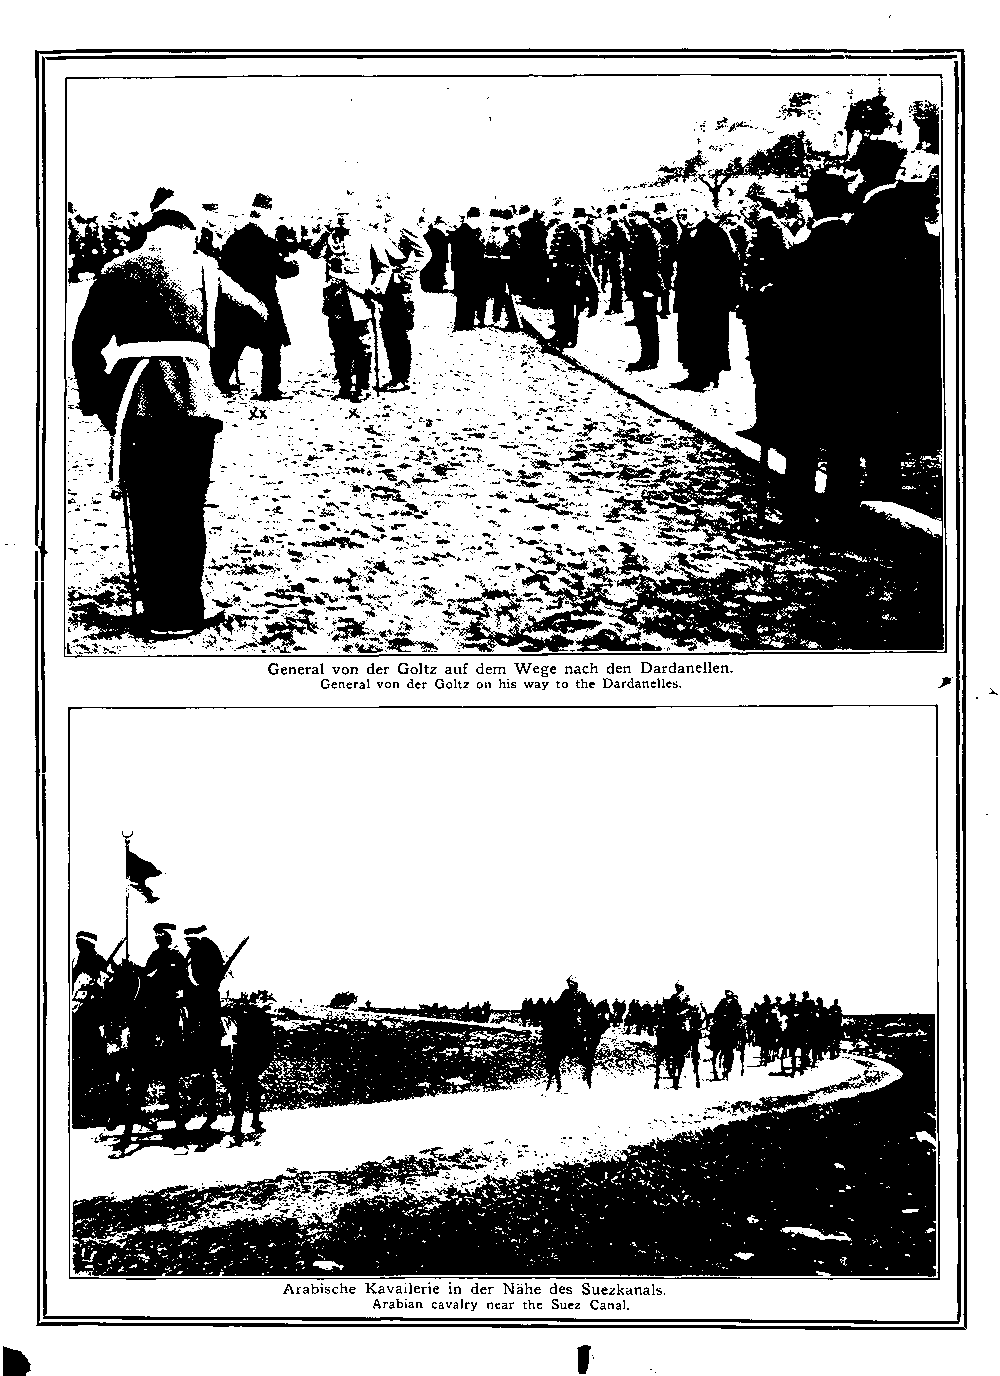 xx x
General von der Goltz auf dem Wege nach den Dardanellen.
General von der Goltz on his way to the Dardanelles.
Arabische Kavallerie in der Nähe des Suezkanals.
Arabian cavalry near the Suez Canal.